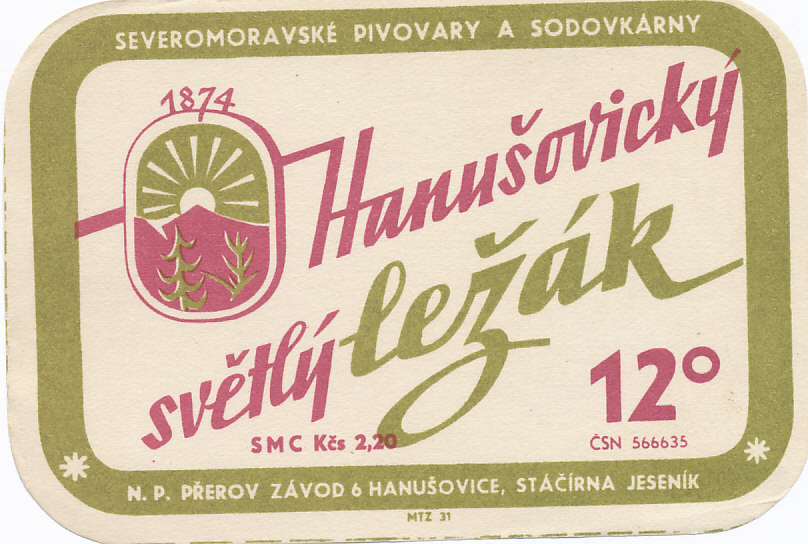 SEVEROMORAVSKÉ PIVOVARY A SODOVKÁRNY
1874
Hanušovický
světlý ležák
12°
SMC Kčs 2,20
ČSN 566635
N. P. PŘEROV ZÁVOD 6 HANUŠOVICE, STÁČÍRNA JESENÍK
MTZ 31